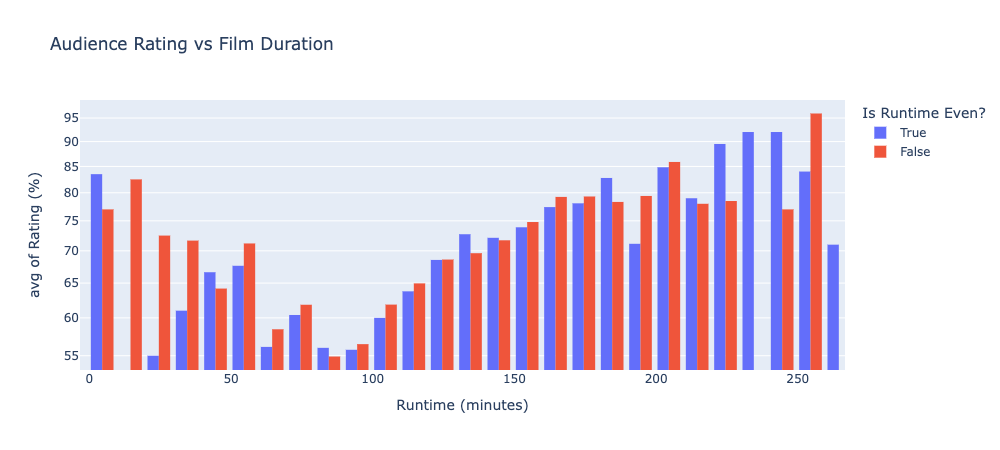 Audience Rating vs Film Duration
Is Runtime Even?
True
False
avg of Rating (%)
95
90
85
80
75
70
65
60
55
0
50
100
150
200
250
Runtime (minutes)